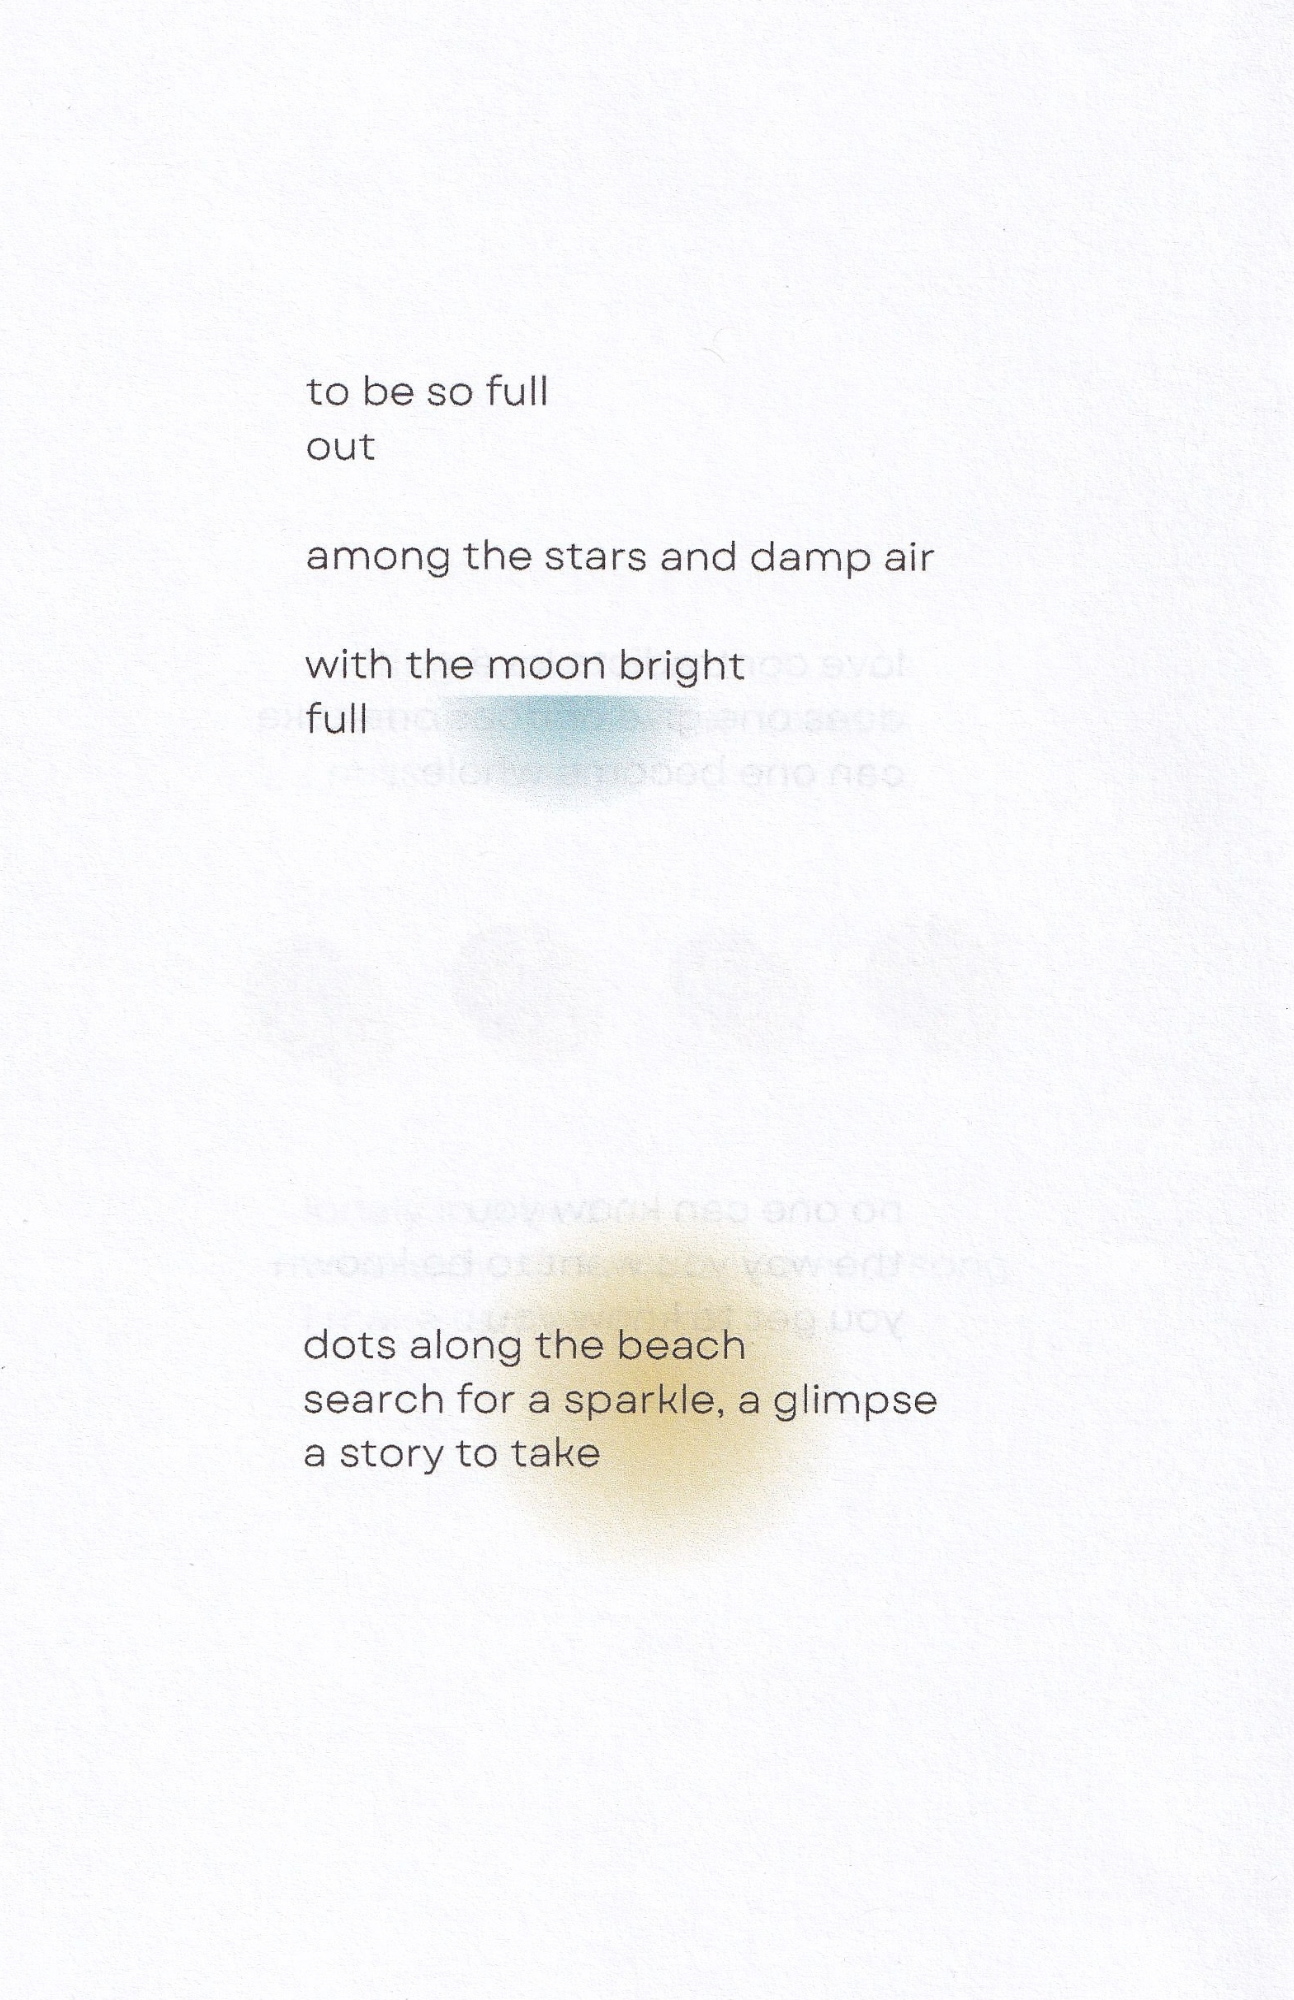 to be so full
out
among the stars and damp air
with the moon bright
full
dots along the beach
search for a sparkle, a glimpse
a story to take